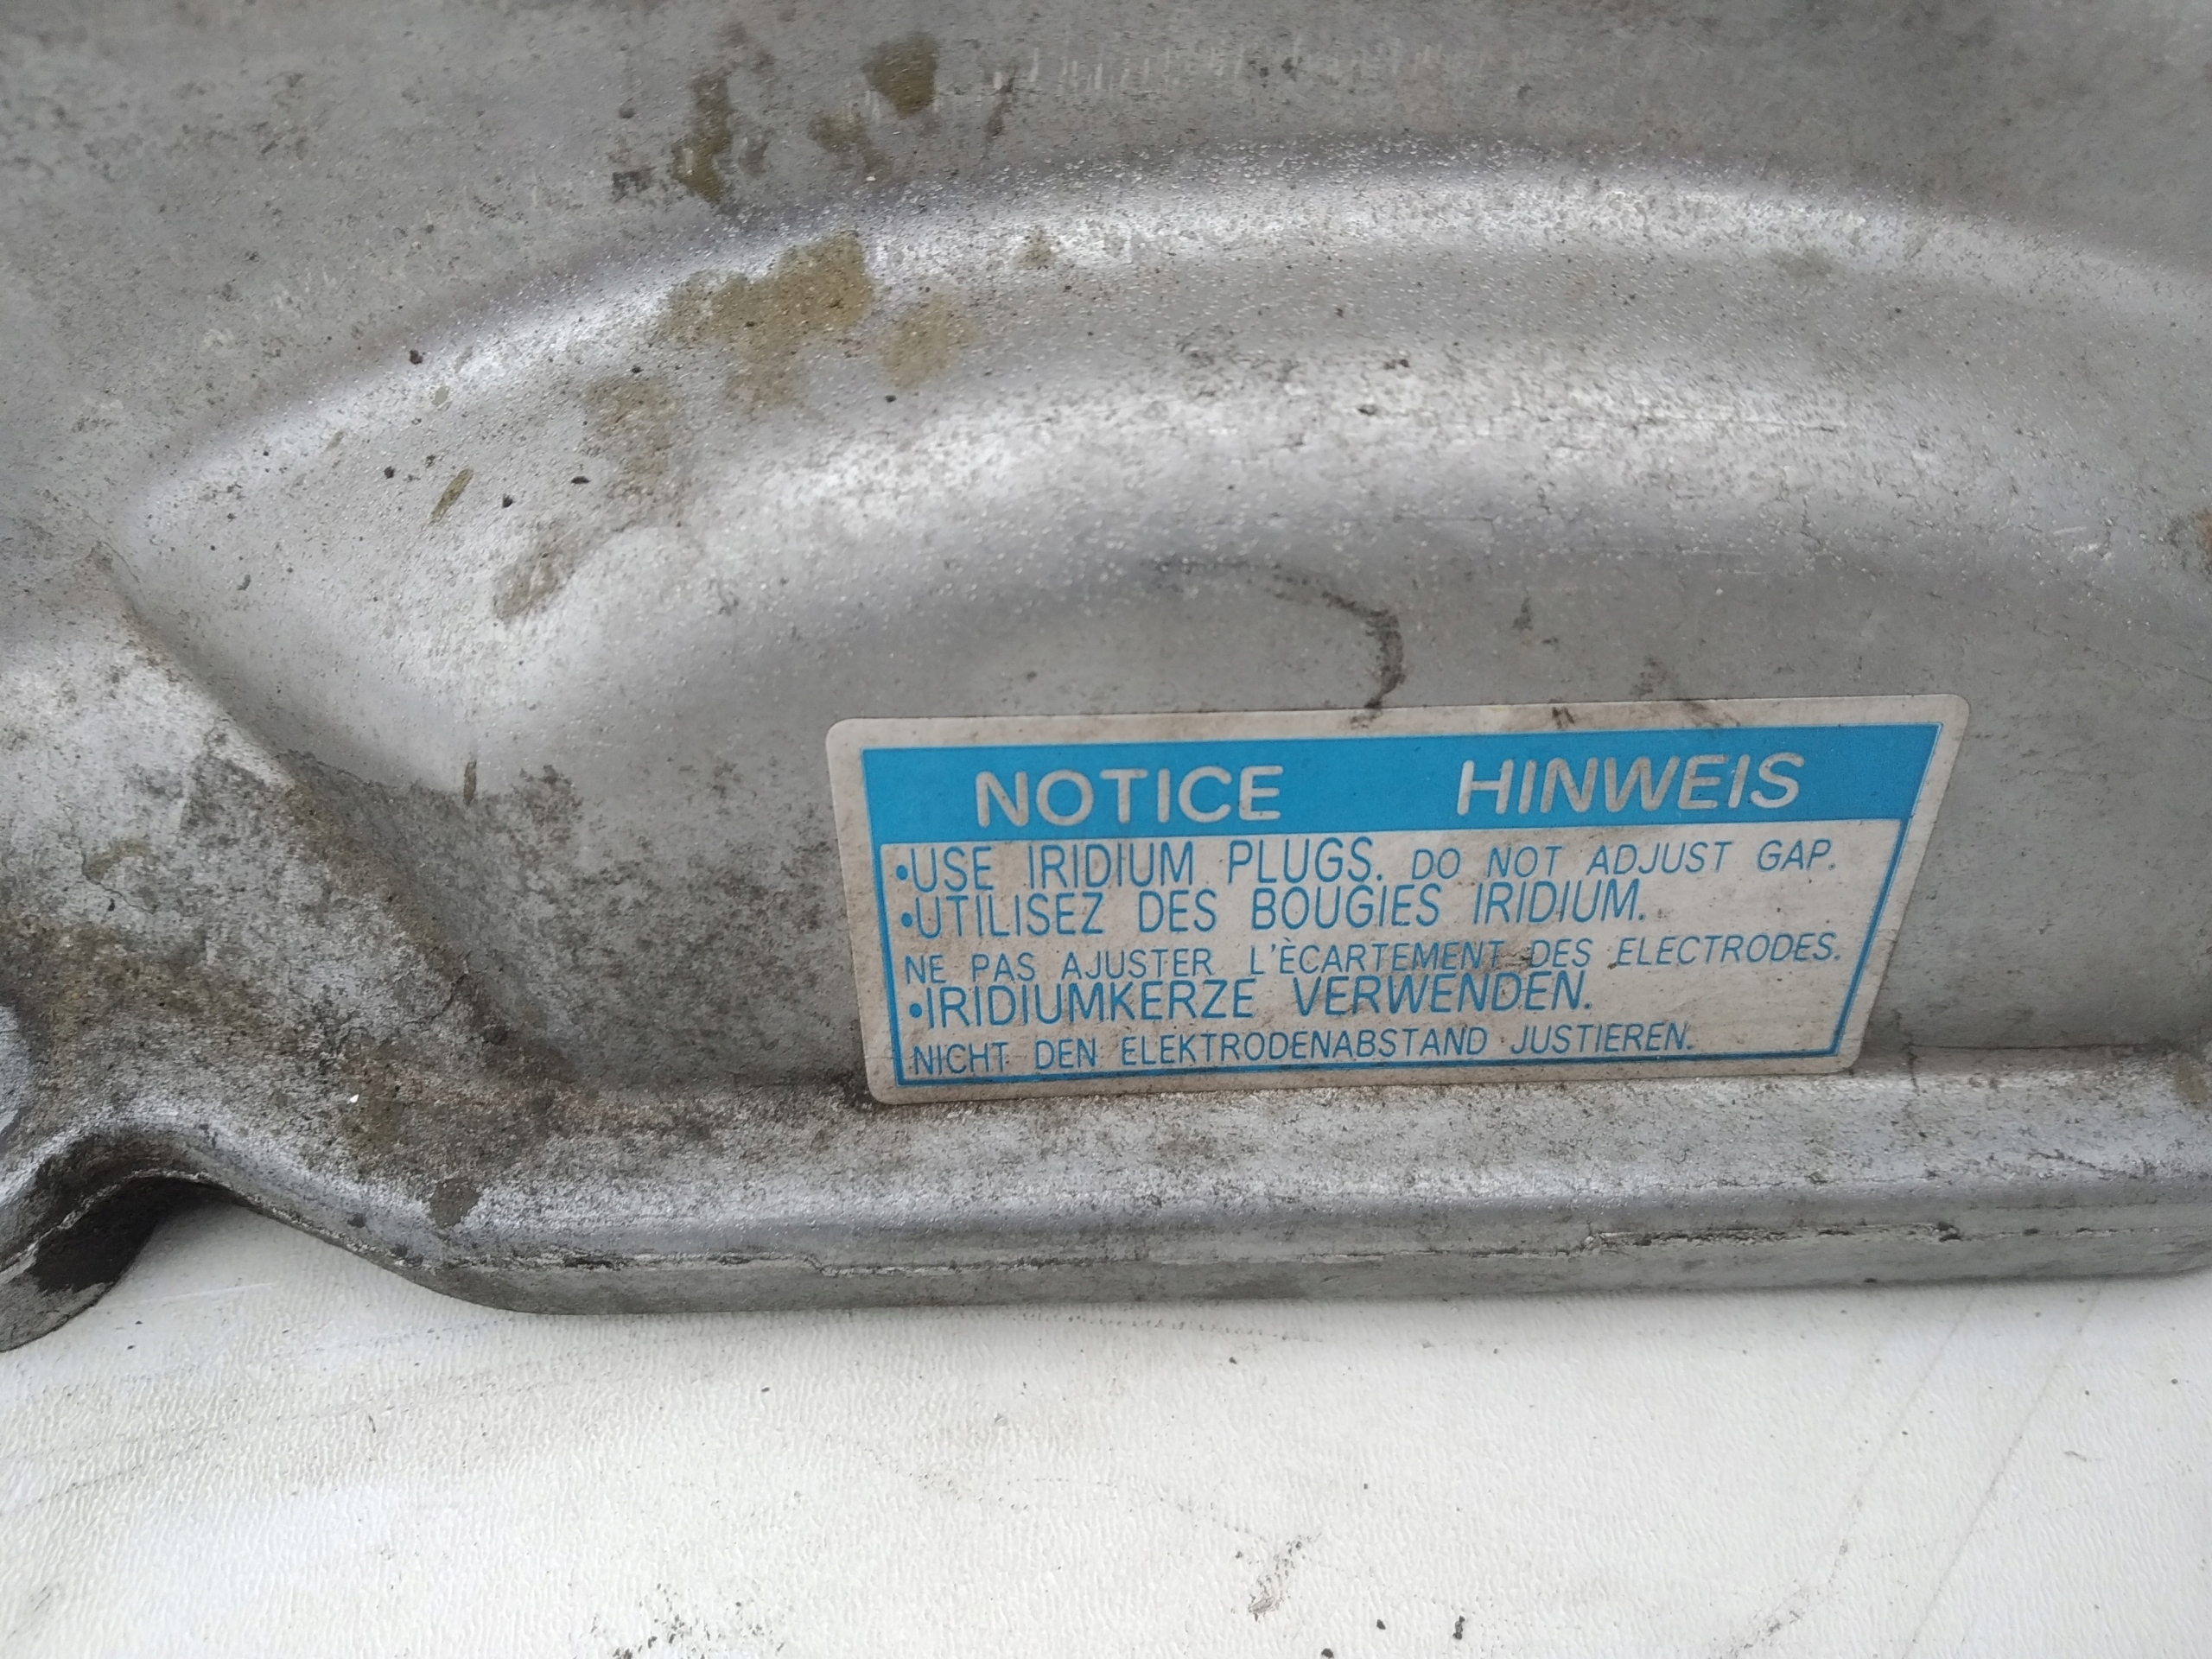 NOTICE HINWEIS
•USE IRIDIUM PLUGS. DO NOT ADJUST GAP.
•UTILISEZ DES BOUGIES IRIDIUM.
NE PAS AJUSTER L'ÈCARTEMENT DES ELECTRODES.
•IRIDIUMKERZE VERWENDEN.
NICHT DEN ELEKTRODENABSTAND JUSTIEREN.